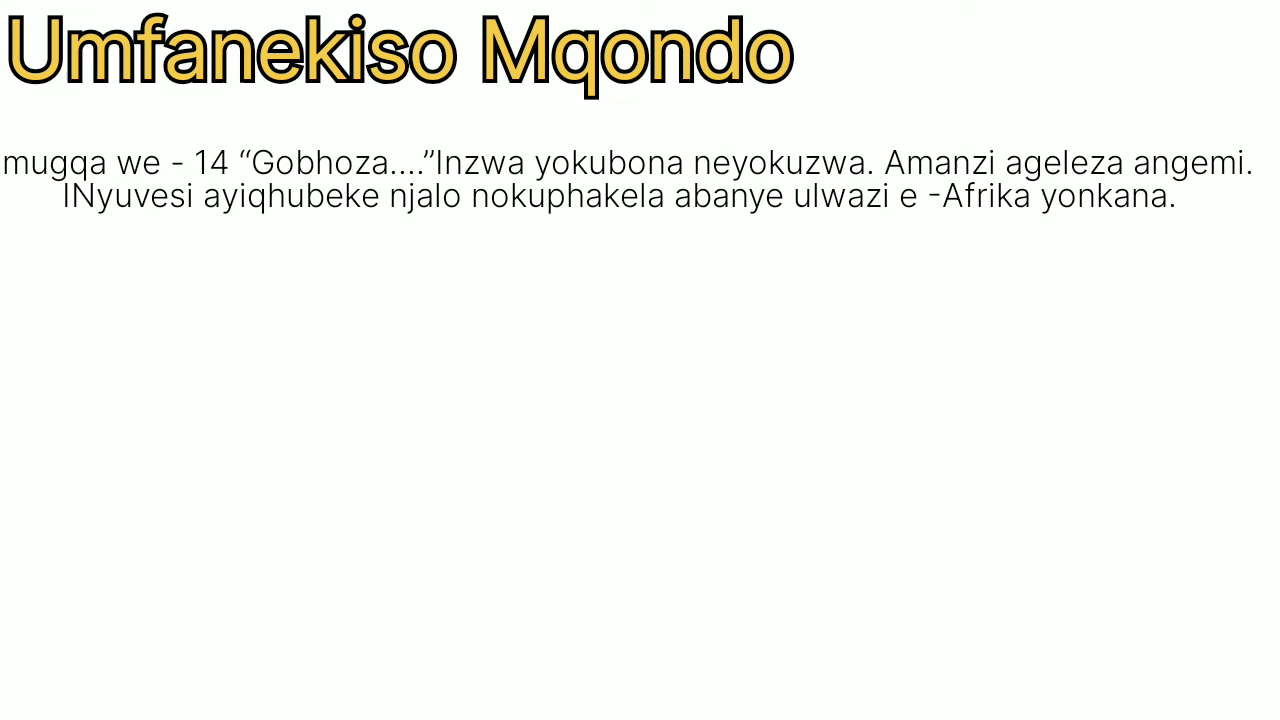 Umfanekiso Mqondo
mugqa we - 14 “Gobhoza....”Inzwa yokubona neyokuzwa. Amanzi ageleza angemi.
INyuvesi ayiqhubeke njalo nokuphakela abanye ulwazi e -Afrika yonkana.